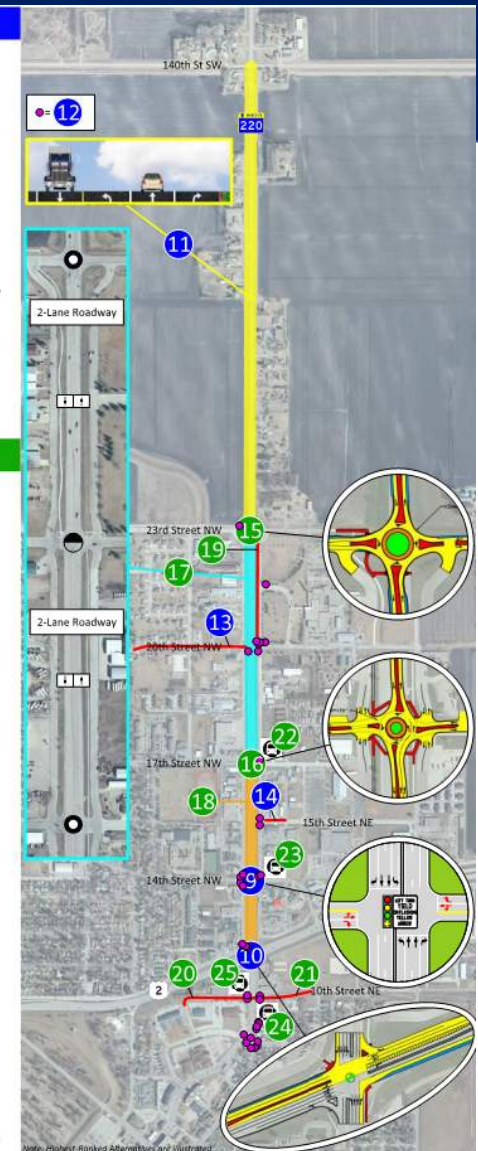 140th St SW
= 12
220
11
2-Lane Roadway
23rd Street NW
15
19
17
2-Lane Roadway
13
20th Street NW
22
17th Street NW
16
18
14
15th Street NE
23
14th Street NW
9
10
20
25
21
2
10th Street NE
24
Note: Highest-Ranked Alternatives are Illustrated